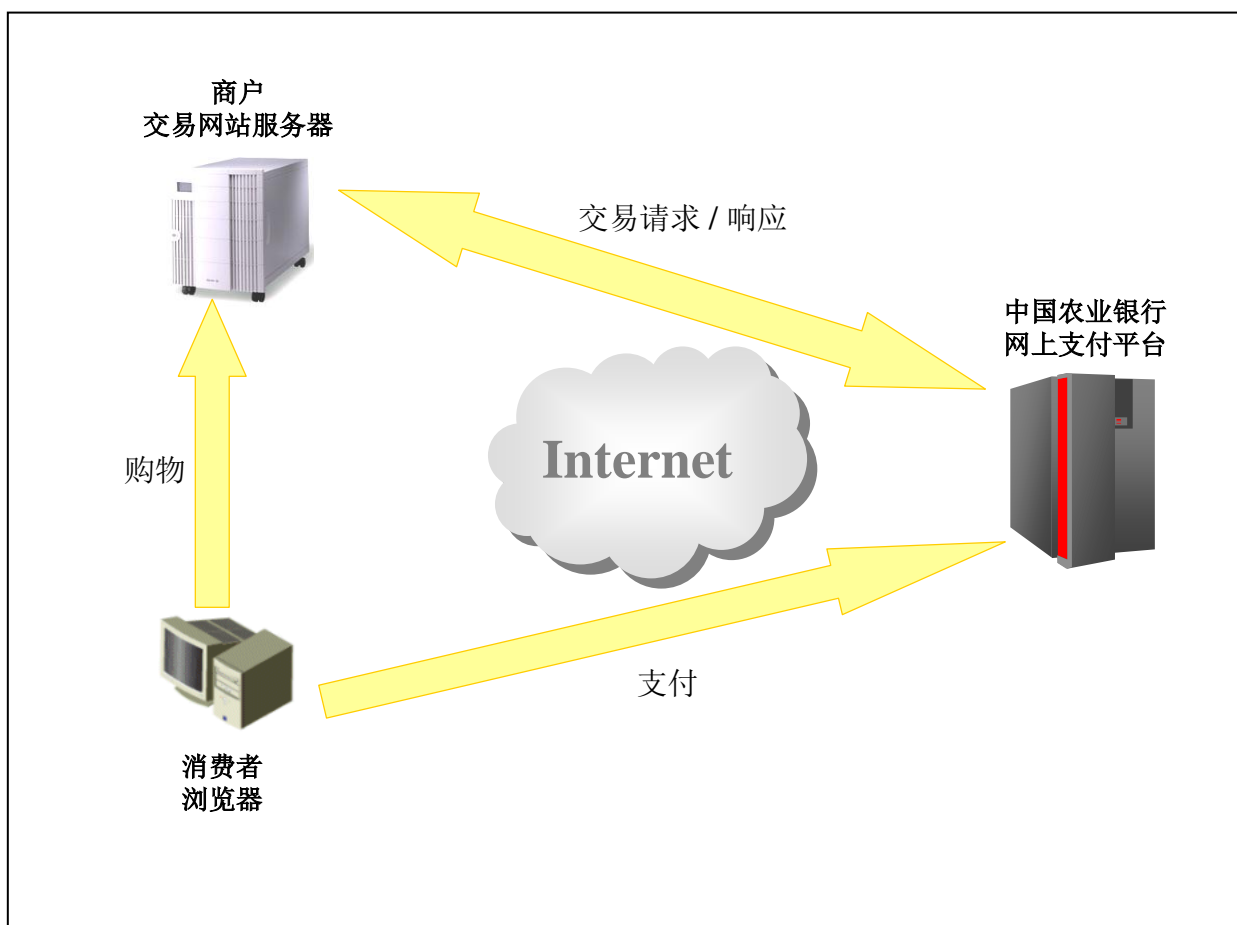 商户
交易网站服务器
交易请求 / 响应
中国农业银行
网上支付平台
Internet
购物
支付
消费者
浏览器